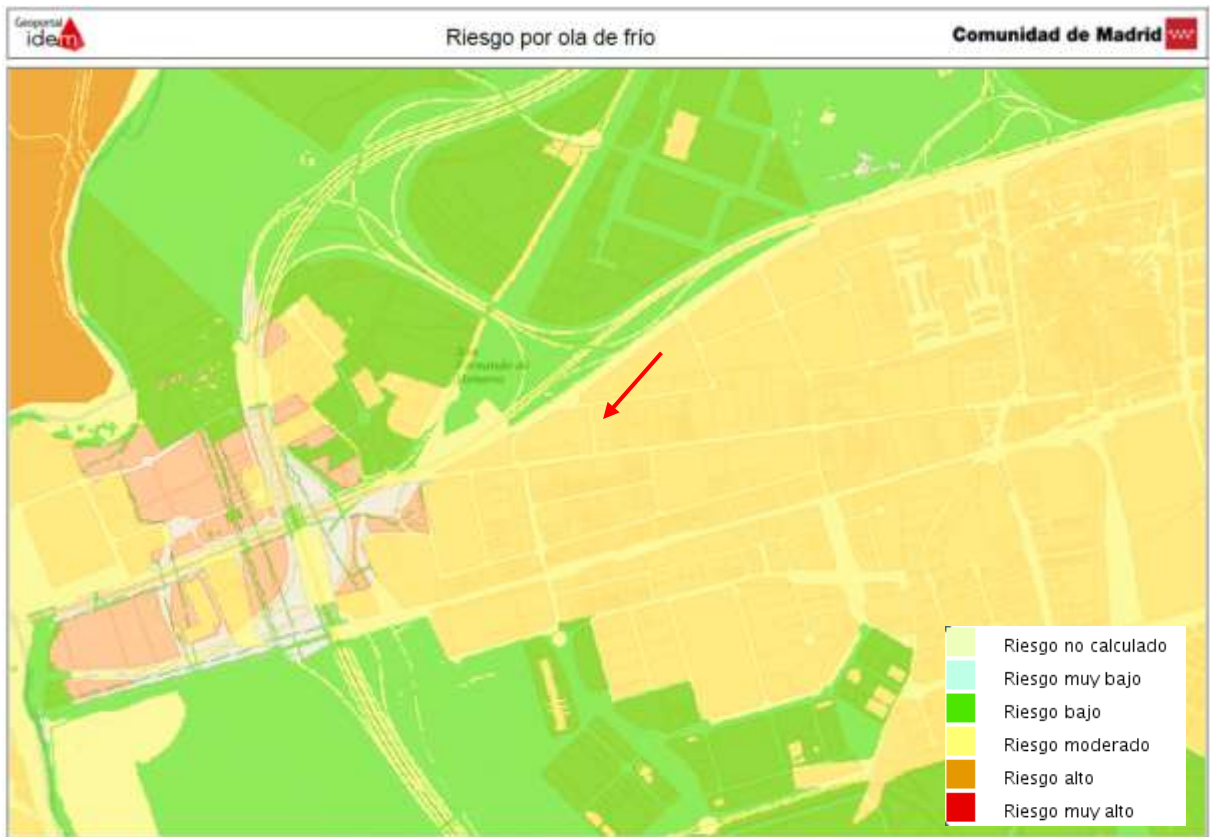 Geoportal
idem
Riesgo por ola de frío
Comunidad de Madrid
Riesgo no calculado
Riesgo muy bajo
Riesgo bajo
Riesgo moderado
Riesgo alto
Riesgo muy alto